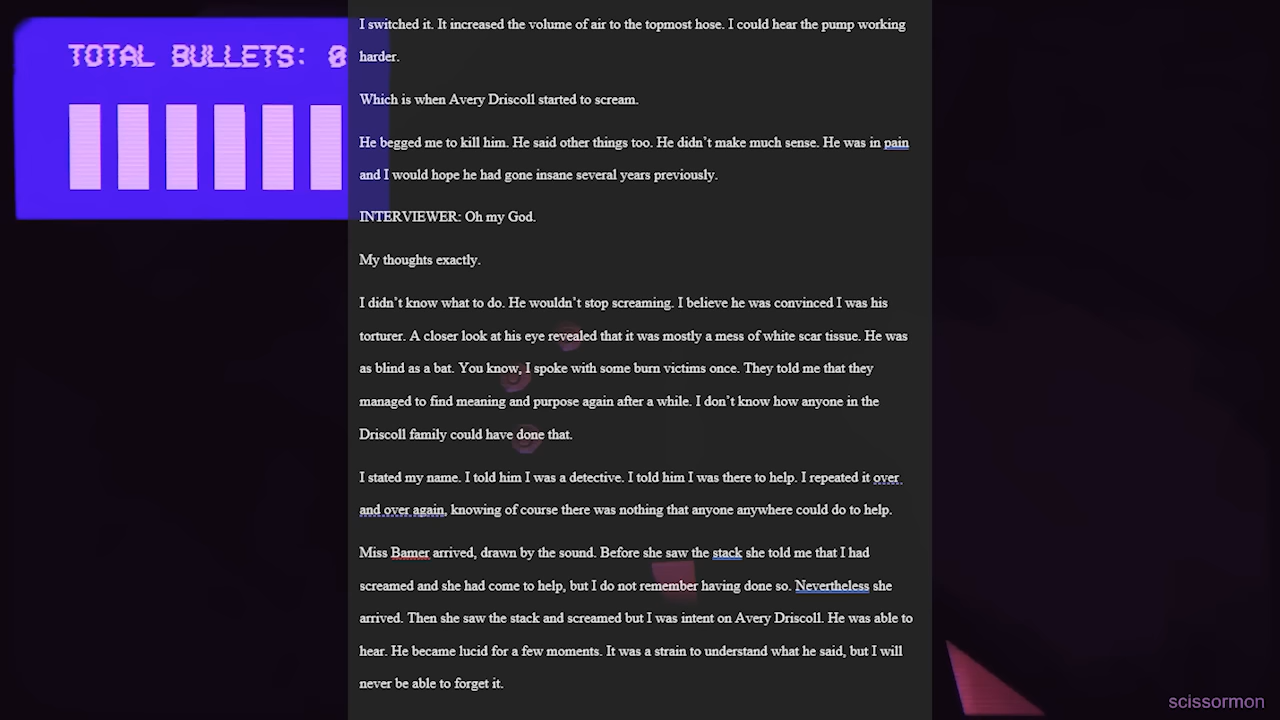 TOTAL BULLETS: 0
I switched it. It increased the volume of air to the topmost hose. I could hear the pump working
harder.
Which is when Avery Driscoll started to scream.
He begged me to kill him. He said other things too. He didn’t make much sense. He was in pain
and I would hope he had gone insane several years previously.
INTERVIEWER: Oh my God.
My thoughts exactly.
I didn’t know what to do. He wouldn’t stop screaming. I believe he was convinced I was his
torturer. A closer look at his eye revealed that it was mostly a mess of white scar tissue. He was
as blind as a bat. You know, I spoke with some burn victims once. They told me that they
managed to find meaning and purpose again after a while. I don’t know how anyone in the
Driscoll family could have done that.
I stated my name. I told him I was a detective. I told him I was there to help. I repeated it over
and over again, knowing of course there was nothing that anyone anywhere could do to help.
Miss Bamer arrived, drawn by the sound. Before she saw the stack she told me that I had
screamed and she had come to help, but I do not remember having done so. Nevertheless she
arrived. Then she saw the stack and screamed but I was intent on Avery Driscoll. He was able to
hear. He became lucid for a few moments. It was a strain to understand what he said, but I will
never be able to forget it.
scissormon